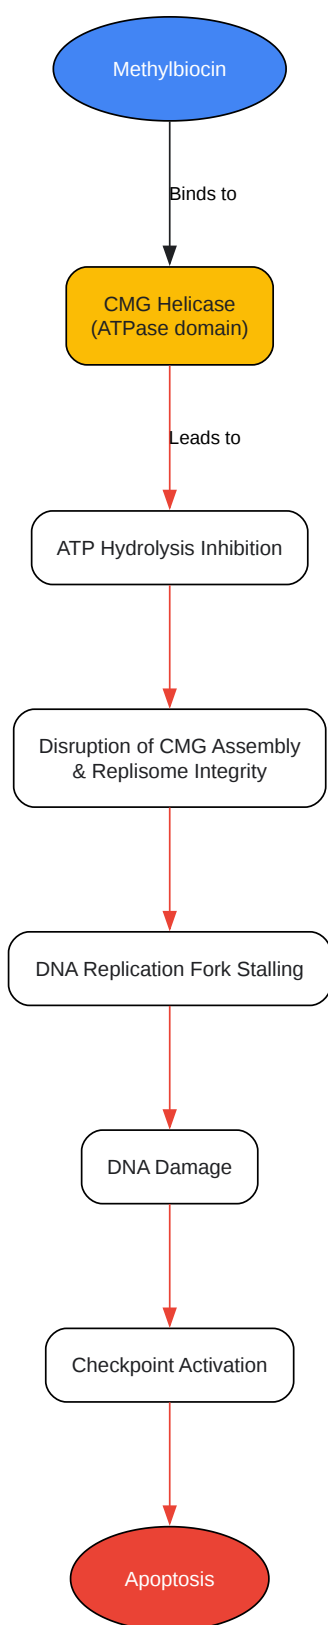 Methylbiocin
Binds to
CMG Helicase
(ATPase domain)
Leads to
ATP Hydrolysis Inhibition
Disruption of CMG Assembly
& Replisome Integrity
DNA Replication Fork Stalling
DNA Damage
Checkpoint Activation
Apoptosis